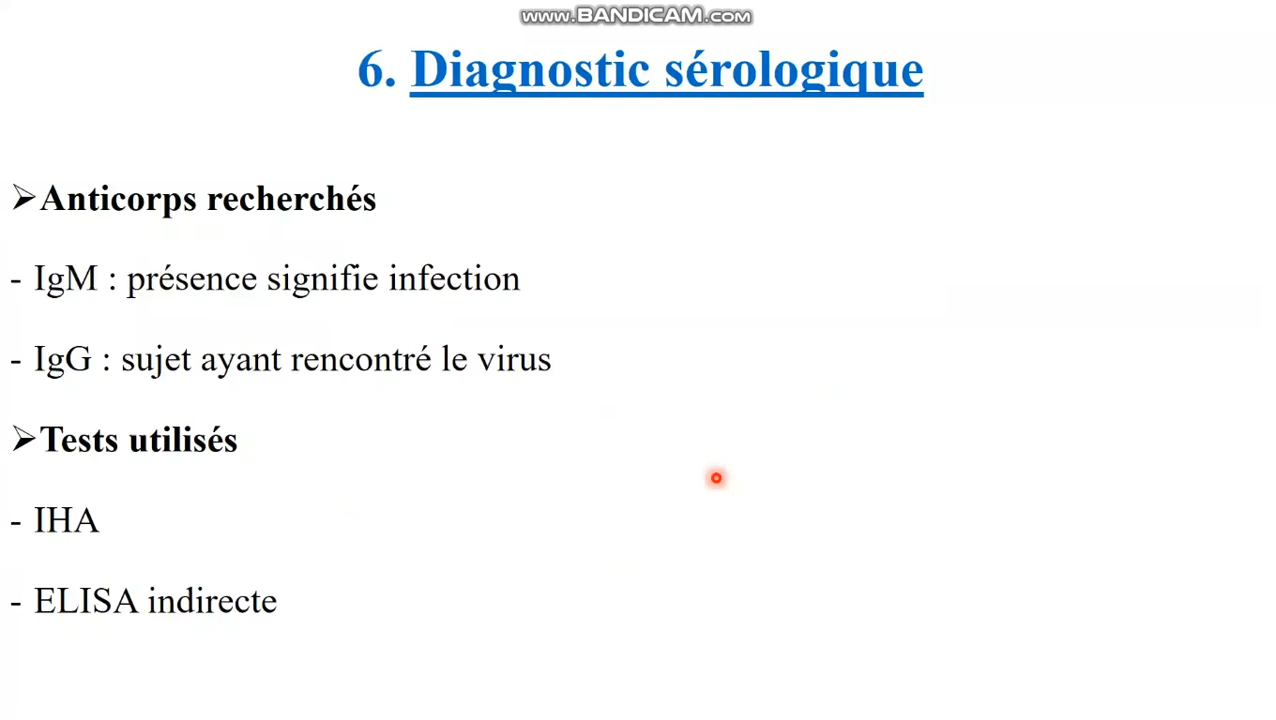 www.BANDICAM.com
6. Diagnostic sérologique
➢Anticorps recherchés
- IgM : présence signifie infection
- IgG : sujet ayant rencontré le virus
➢Tests utilisés
- IHA
- ELISA indirecte